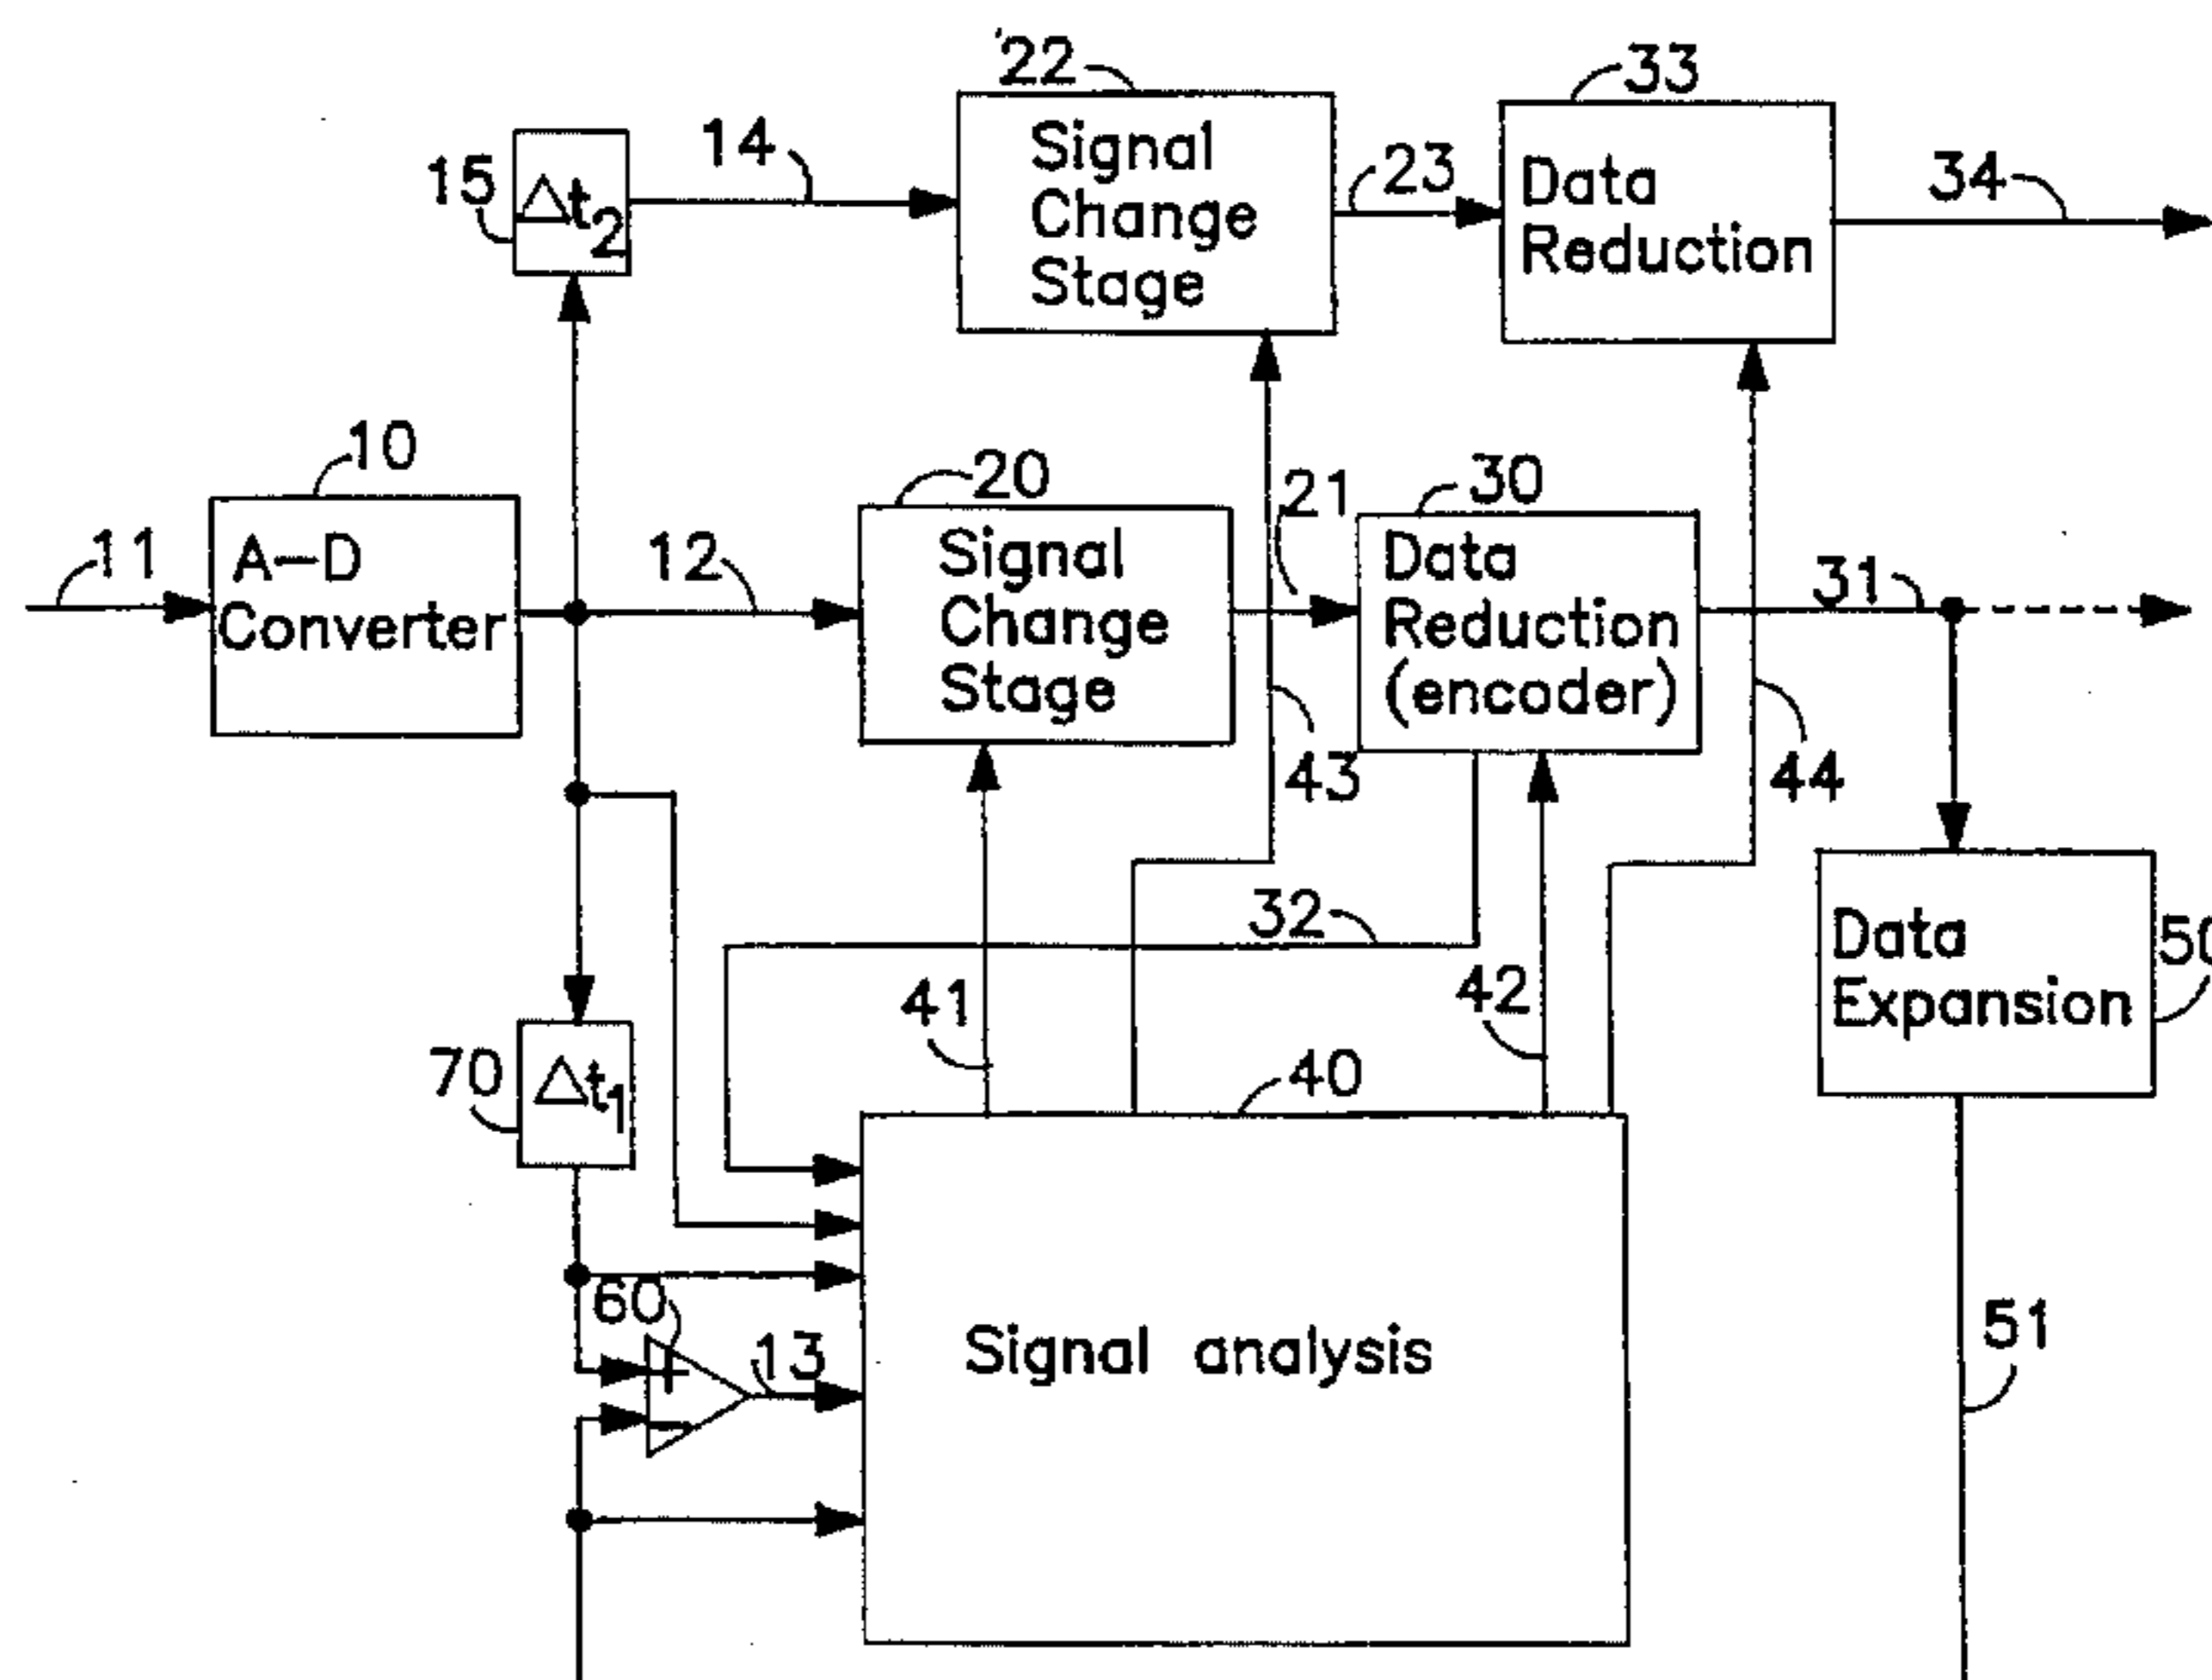 22
33
15
Δt2
14
Signal
Change
Stage
23
Data
Reduction
34
10
11
A-D
Converter
12
20
Signal
Change
Stage
21
30
Data
Reduction
(encoder)
31
43
44
32
41
42
40
Data
Expansion
50
70
Δt1
60
+
13
-
Signal analysis
51